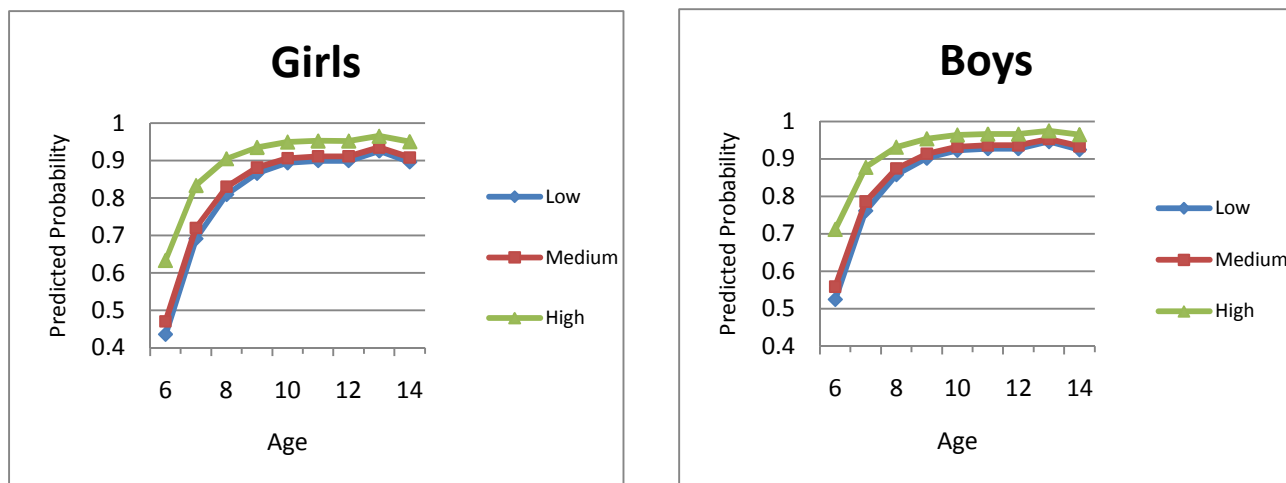 Girls
Predicted Probability
1
0.9
0.8
0.7
0.6
0.5
0.4
6 8 10 12 14
Age
Low
Medium
High
Boys
Predicted Probability
1
0.9
0.8
0.7
0.6
0.5
0.4
6 8 10 12 14
Age
Low
Medium
High